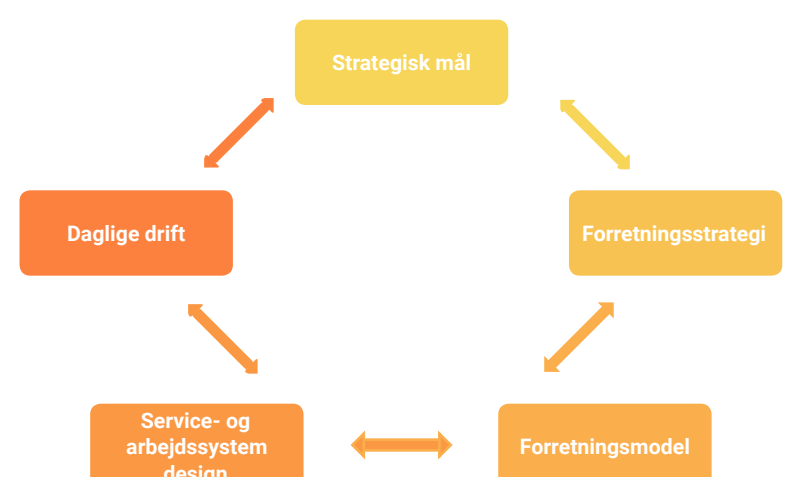 Strategisk mål
Daglige drift
Forretningsstrategi
Service- og
arbejdssystem
design
Forretningsmodel